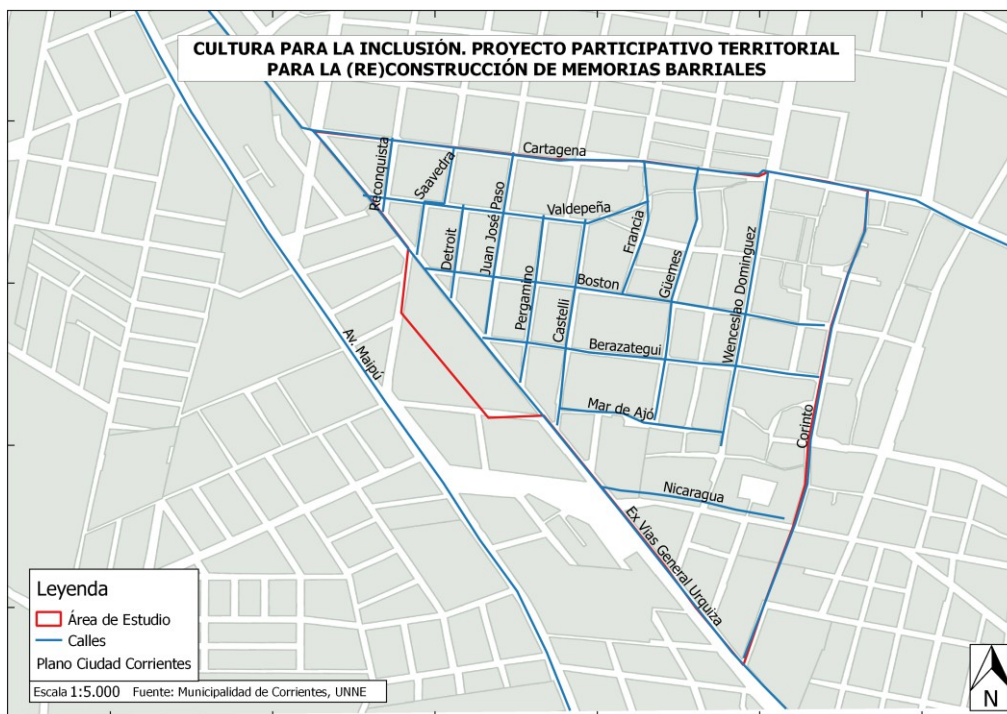 CULTURA PARA LA INCLUSIÓN. PROYECTO PARTICIPATIVO TERRITORIAL
PARA LA (RE)CONSTRUCCIÓN DE MEMORIAS BARRIALES
Cartagena
Reconquista
Saavedra
Juan José Paso
Valdepeña
Francia
Detroit
Güemes
Wenceslao Dominguez
Boston
Pergamino
Castelli
Berazategui
Av. Maipú
Mar de Ajó
Corinto
Nicaragua
Ex Vias General Urquiza
Leyenda
Área de Estudio
Calles
Plano Ciudad Corrientes
Escala 1:5.000 Fuente: Municipalidad de Corrientes, UNNE
N